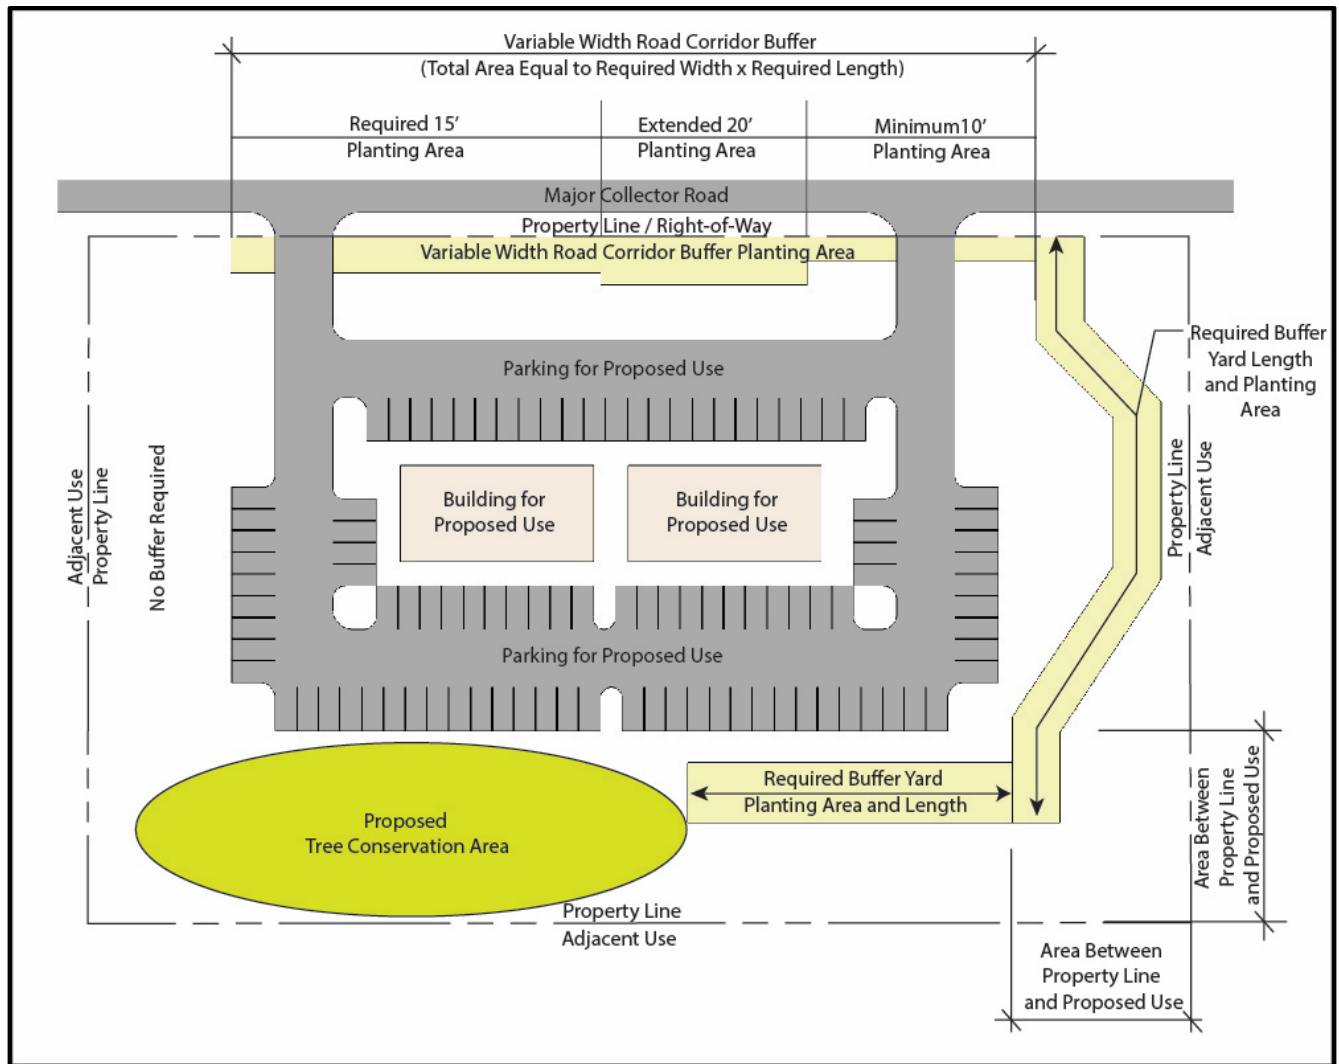 Variable Width Road Corridor Buffer
(Total Area Equal to Required Width x Required Length)
Required 15'
Planting Area
Extended 20'
Planting Area
Minimum10'
Planting Area
Major Collector Road
Property Line / Right-of-Way
Variable Width Road Corridor Buffer Planting Area
Required Buffer
Yard Length
and Planting
Area
Parking for Proposed Use
Adjacent Use
Property Line
No Buffer Required
Building for
Proposed Use
Building for
Proposed Use
Property Line
Adjacent Use
Parking for Proposed Use
Required Buffer Yard
Planting Area and Length
Proposed
Tree Conservation Area
Area Between
Property Line
and Proposed Use
Property Line
Adjacent Use
Area Between
Property Line
and Proposed Use